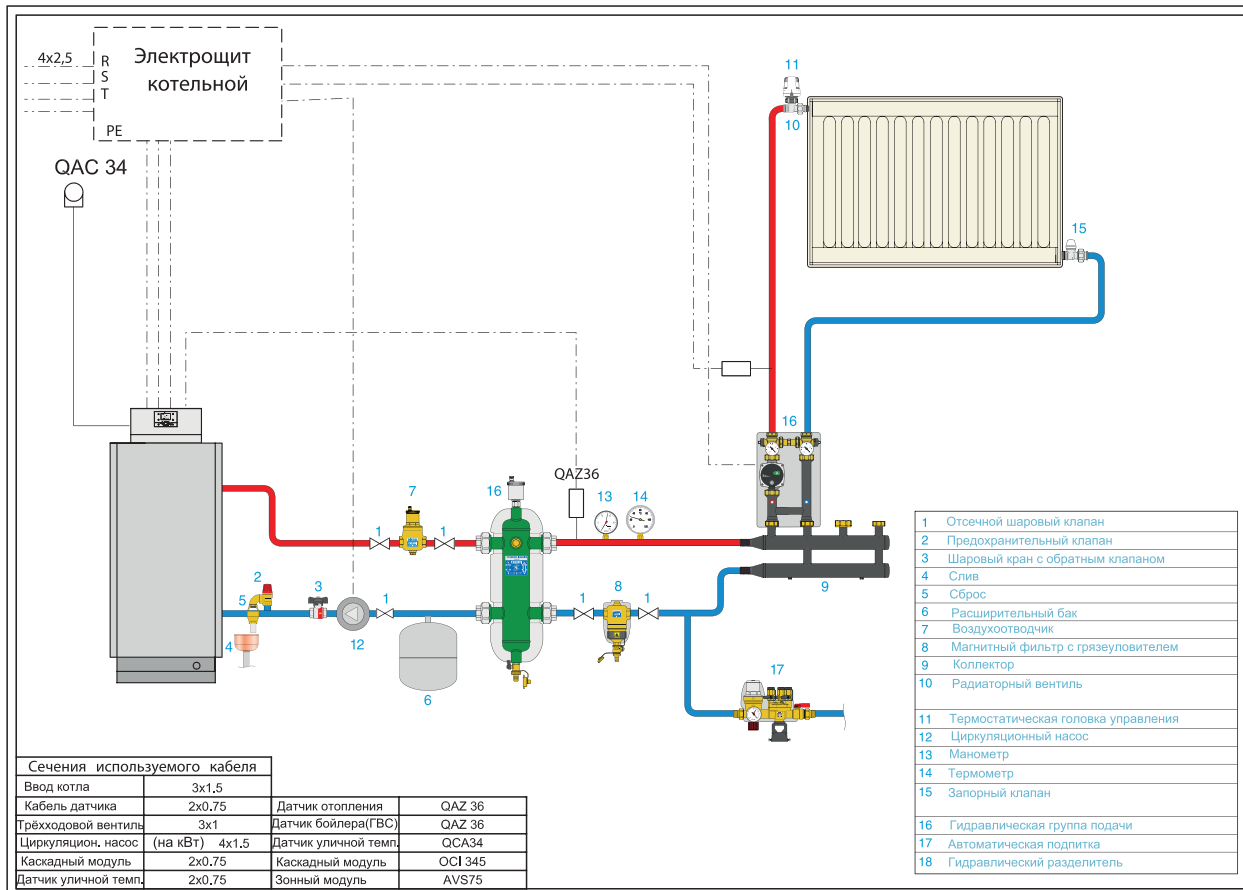 4x2,5
R
S
T
PE
Электрощит
котельной
QAC 34
11
10
15
16
QAZ36
7
16
13
14
1
1
2
3
5
1
1
8
1
4
12
6
9
17
1 Отсечной шаровый клапан
2 Предохранительный клапан
3 Шаровый кран с обратным клапаном
4 Слив
5 Сброс
6 Расширительный бак
7 Воздухоотводчик
8 Магнитный фильтр с грязеуловителем
9 Коллектор
10 Радиаторный вентиль
11 Термостатическая головка управления
12 Циркуляционный насос
13 Манометр
14 Термометр
15 Запорный клапан
16 Гидравлическая группа подачи
17 Автоматическая подпитка
18 Гидравлический разделитель
Сечения используемого кабеля
Ввод котла 3x1.5
Кабель датчика 2x0.75 Датчик отопления QAZ 36
Трёхходовой вентиль 3x1 Датчик бойлера(ГВС) QAZ 36
Циркуляцион. насос (на кВт) 4x1.5 Датчик уличной темп. QCA34
Каскадный модуль 2x0.75 Каскадный модуль OCI 345
Датчик уличной темп. 2x0.75 Зонный модуль AVS75